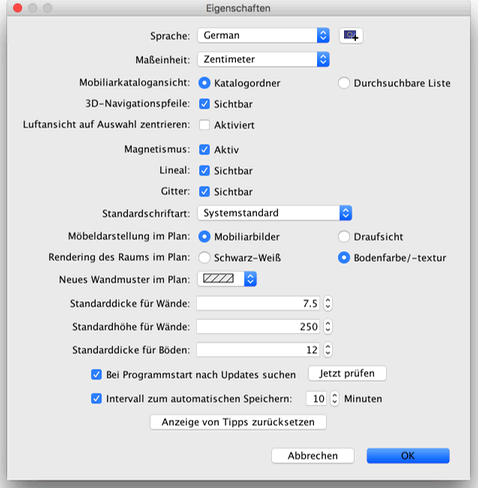 Eigenschaften
Sprache: German
Maßeinheit: Zentimeter
Mobiliarkatalogansicht: Katalogordner Durchsuchbare Liste
3D-Navigationspfeile: Sichtbar
Luftansicht auf Auswahl zentrieren: Aktiviert
Magnetismus: Aktiv
Lineal: Sichtbar
Gitter: Sichtbar
Standardschriftart: Systemstandard
Möbeldarstellung im Plan: Mobiliarbilder Draufsicht
Rendering des Raums im Plan: Schwarz-Weiß Bodenfarbe/-textur
Neues Wandmuster im Plan:
Standarddicke für Wände: 7.5
Standardhöhe für Wände: 250
Standarddicke für Böden: 12
Bei Programmstart nach Updates suchen Jetzt prüfen
Intervall zum automatischen Speichern: 10 Minuten
Anzeige von Tipps zurücksetzen
Abbrechen OK